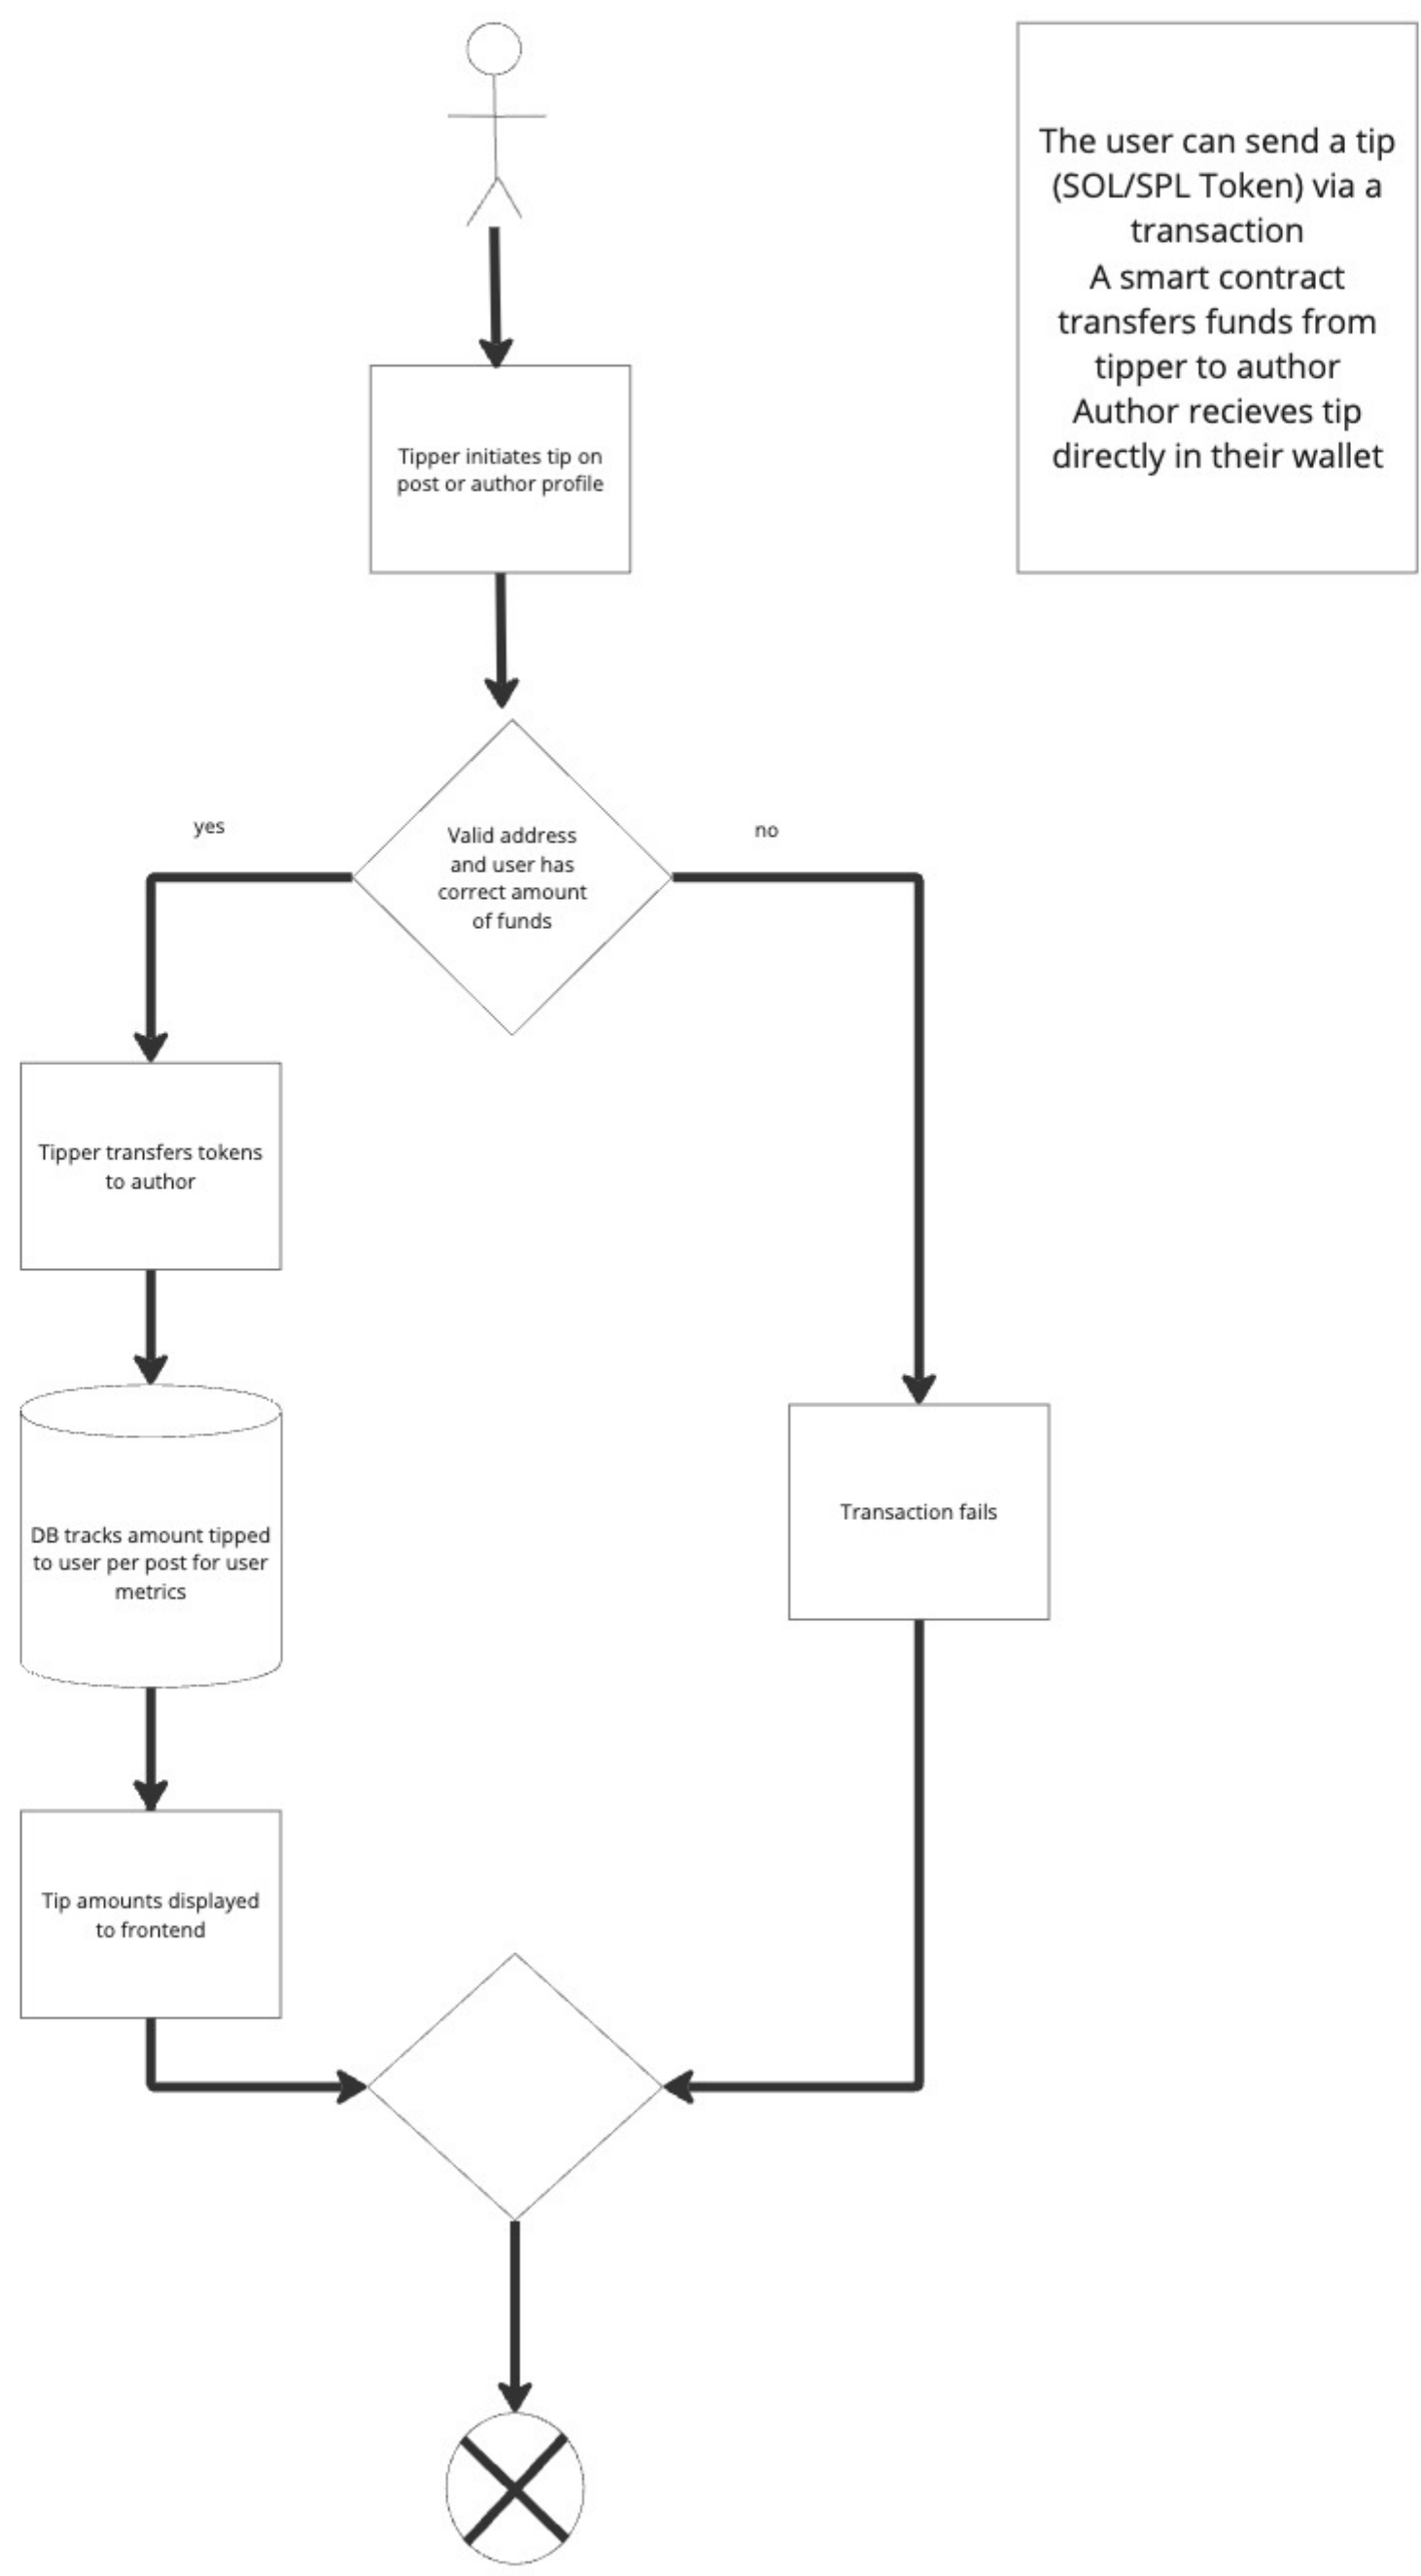 The user can send a tip
(SOL/SPL Token) via a
transaction
A smart contract
transfers funds from
tipper to author
Author recieves tip
directly in their wallet
Tipper initiates tip on
post or author profile
yes
Valid address
and user has
correct amount
of funds
no
Tipper transfers tokens
to author
DB tracks amount tipped
to user per post for user
metrics
Transaction fails
Tip amounts displayed
to frontend